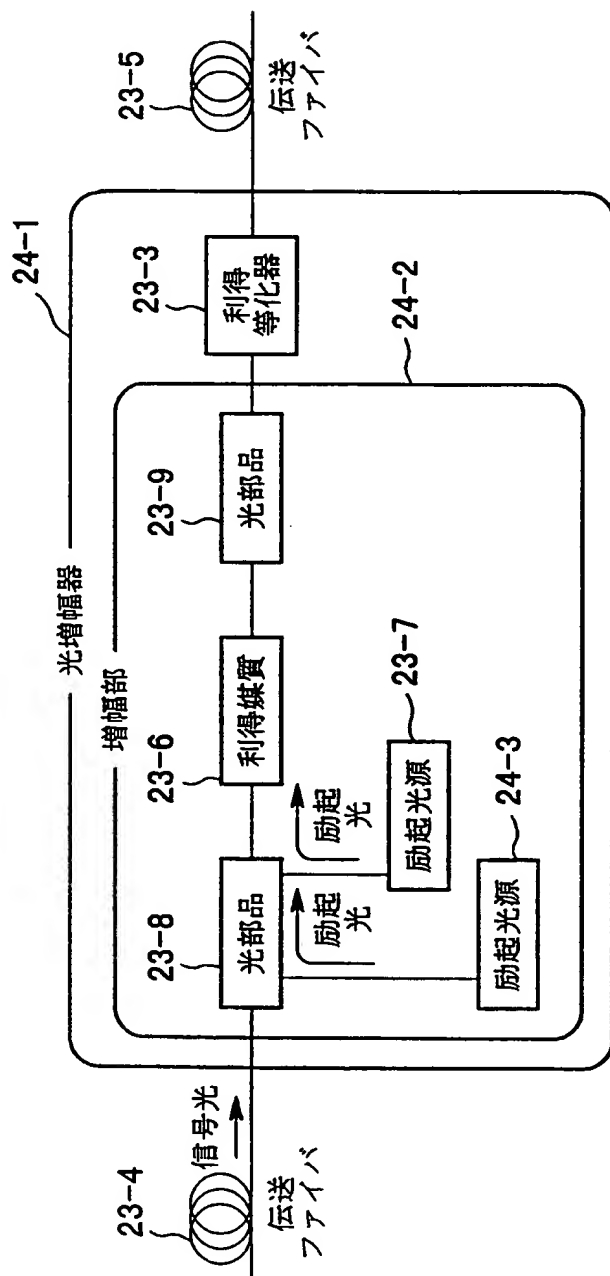 24-1
光増幅器
24-2
増幅部
23-4
信号光
伝送
ファイバ
23-8
光部品
23-6
利得媒質
23-9
光部品
23-3
利得
等化器
23-5
伝送
ファイバ
励起
光
励起
光
励起光源
23-7
励起光源
24-3